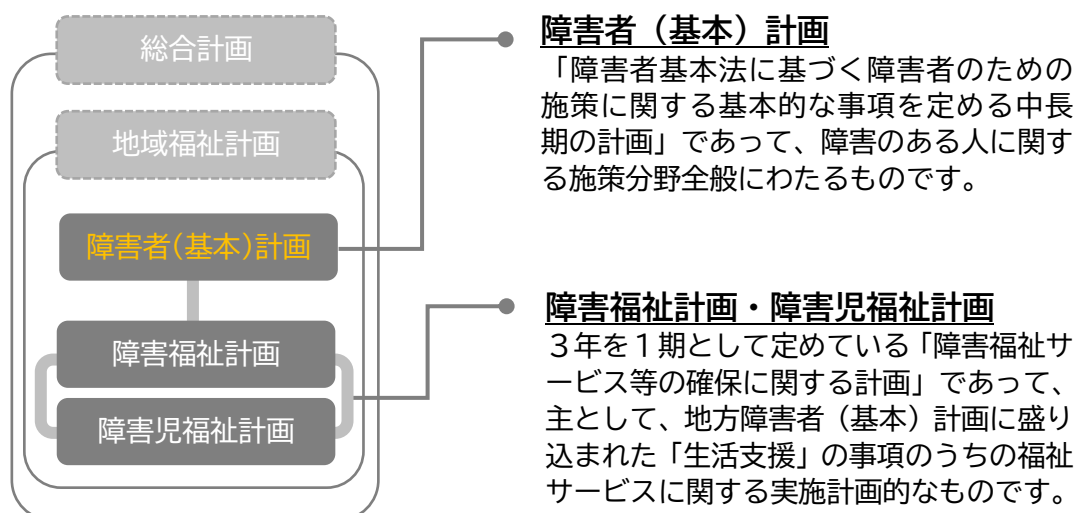 総合計画
地域福祉計画
障害者(基本)計画
障害福祉計画
障害児福祉計画
障害者（基本）計画
「障害者基本法に基づく障害者のための
施策に関する基本的な事項を定める中長
期の計画」であって、障害のある人に関す
る施策分野全般にわたるものです。
障害福祉計画・障害児福祉計画
３年を１期として定めている「障害福祉サ
ービス等の確保に関する計画」であって、
主として、地方障害者（基本）計画に盛り
込まれた「生活支援」の事項のうちの福祉
サービスに関する実施計画的なものです。